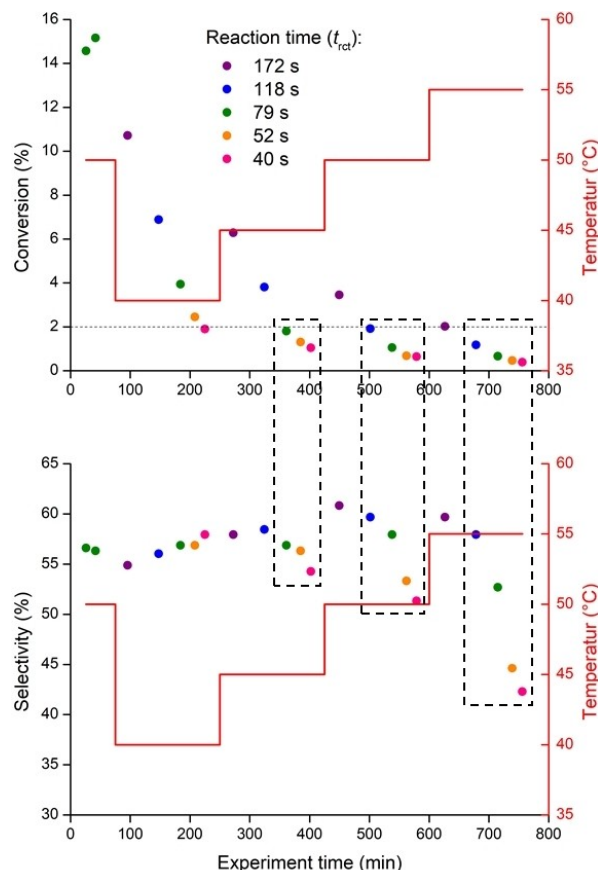 16
14
12
10
8
6
4
2
0
Conversion (%)
Reaction time (t_rct):
172 s
118 s
79 s
52 s
40 s
60
55
50
45
40
35
Temperatur (°C)
0 100 200 300 400 500 600 700 800
65
60
55
50
45
40
35
30
Selectivity (%)
60
55
50
45
40
35
Temperatur (°C)
0 100 200 300 400 500 600 700 800
Experiment time (min)